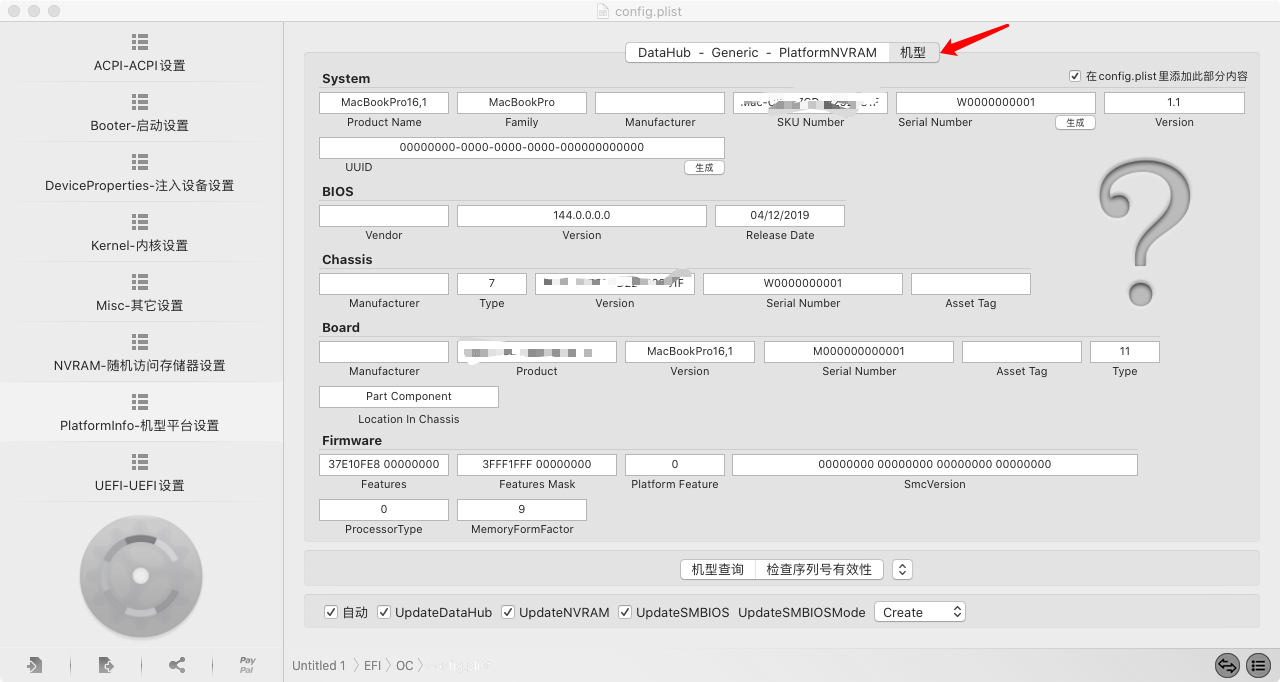 config.plist
ACPI-ACPI设置
Booter-启动设置
DeviceProperties-注入设备设置
Kernel-内核设置
Misc-其它设置
NVRAM-随机访问存储器设置
PlatformInfo-机型平台设置
UEFI-UEFI设置
PayPal
DataHub - Generic - PlatformNVRAM 机型
System
在config.plist里添加此部分内容
MacBookPro16,1 MacBookPro W0000000001 1.1
Product Name Family Manufacturer SKU Number Serial Number 生成 Version
00000000-0000-0000-0000-000000000000
UUID 生成
BIOS
144.0.0.0.0 04/12/2019
Vendor Version Release Date
Chassis
7 W0000000001
Manufacturer Type Version Serial Number Asset Tag
Board
MacBookPro16,1 M000000000001 11
Manufacturer Product Version Serial Number Asset Tag Type
Part Component
Location In Chassis
Firmware
37E10FE8 00000000 3FFF1FFF 00000000 0 00000000 00000000 00000000 00000000
Features Features Mask Platform Feature SmcVersion
0 9
ProcessorType MemoryFormFactor
机型查询 检查序列号有效性
自动 UpdateDataHub UpdateNVRAM UpdateSMBIOS UpdateSMBIOSMode Create
Untitled 1 EFI OC